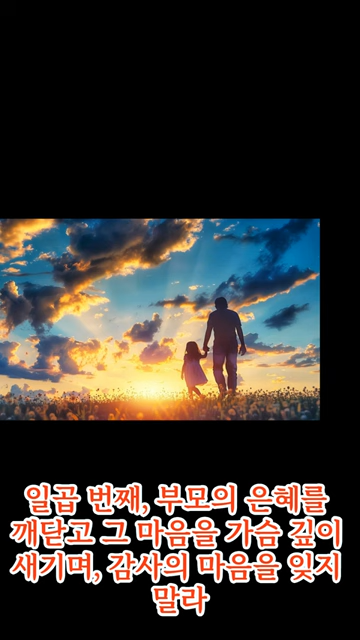 일곱 번째, 부모의 은혜를
깨닫고 그 마음을 가슴 깊이
새기며, 감사의 마음을 잊지
말라